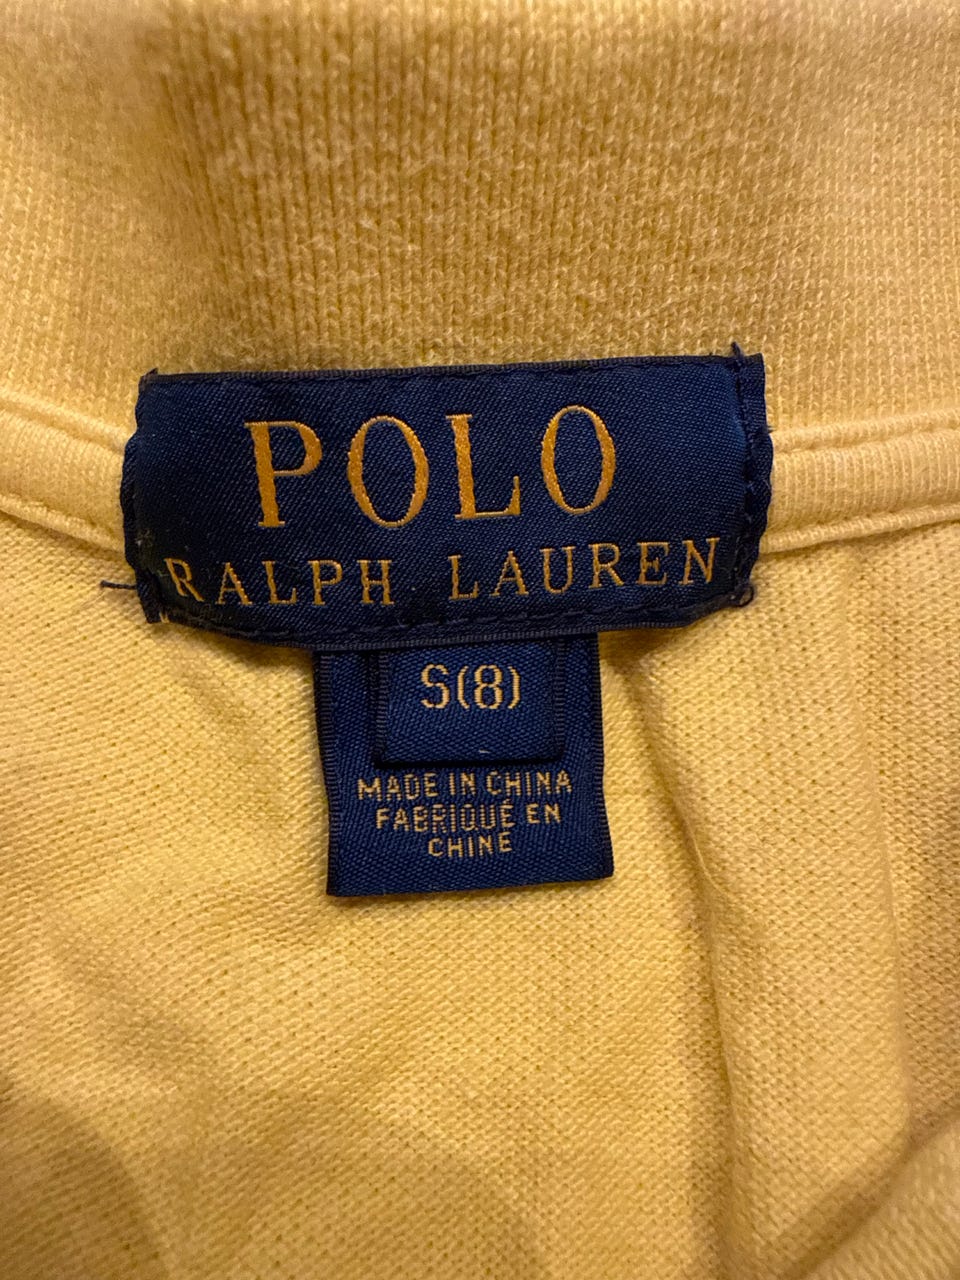 POLO
RALPH LAUREN
S(8)
MADE IN CHINA
FABRIQUÉ EN
CHINE